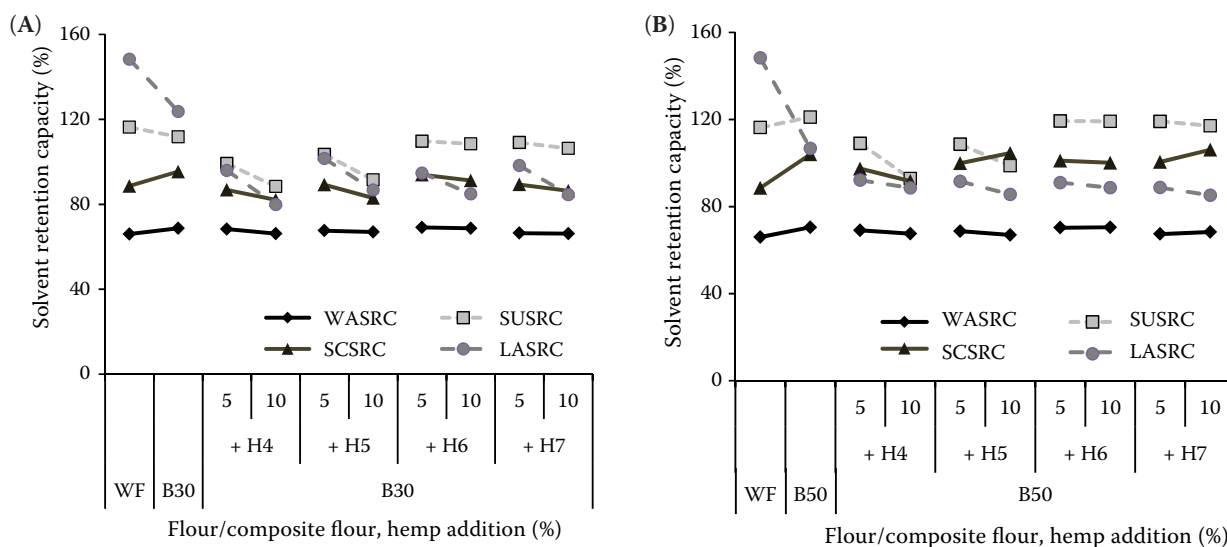 (A)
Solvent retention capacity (%)
160
120
80
40
0
WASRC SUSRC
SCSRC LASRC
5 10 5 10 5 10 5 10
+ H4 + H5 + H6 + H7
WF B30 B30
Flour/composite flour, hemp addition (%)
(B)
Solvent retention capacity (%)
160
120
80
40
0
WASRC SUSRC
SCSRC LASRC
5 10 5 10 5 10 5 10
+ H4 + H5 + H6 + H7
WF B50 B50
Flour/composite flour, hemp addition (%)